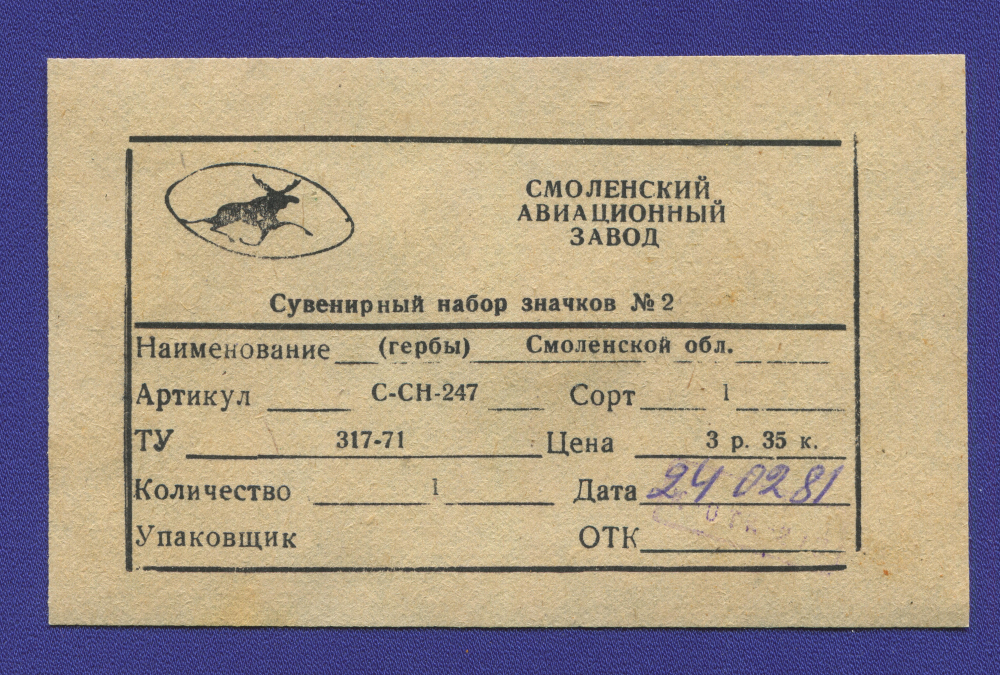 СМОЛЕНСКИЙ
АВИАЦИОННЫЙ
ЗАВОД
Сувенирный набор значков № 2
Наименование (гербы) Смоленской обл.
Артикул С-СН-247 Сорт 1
ТУ 317-71 Цена 3 р. 35 к.
Количество 1 Дата 24 02 81
Упаковщик ОТК